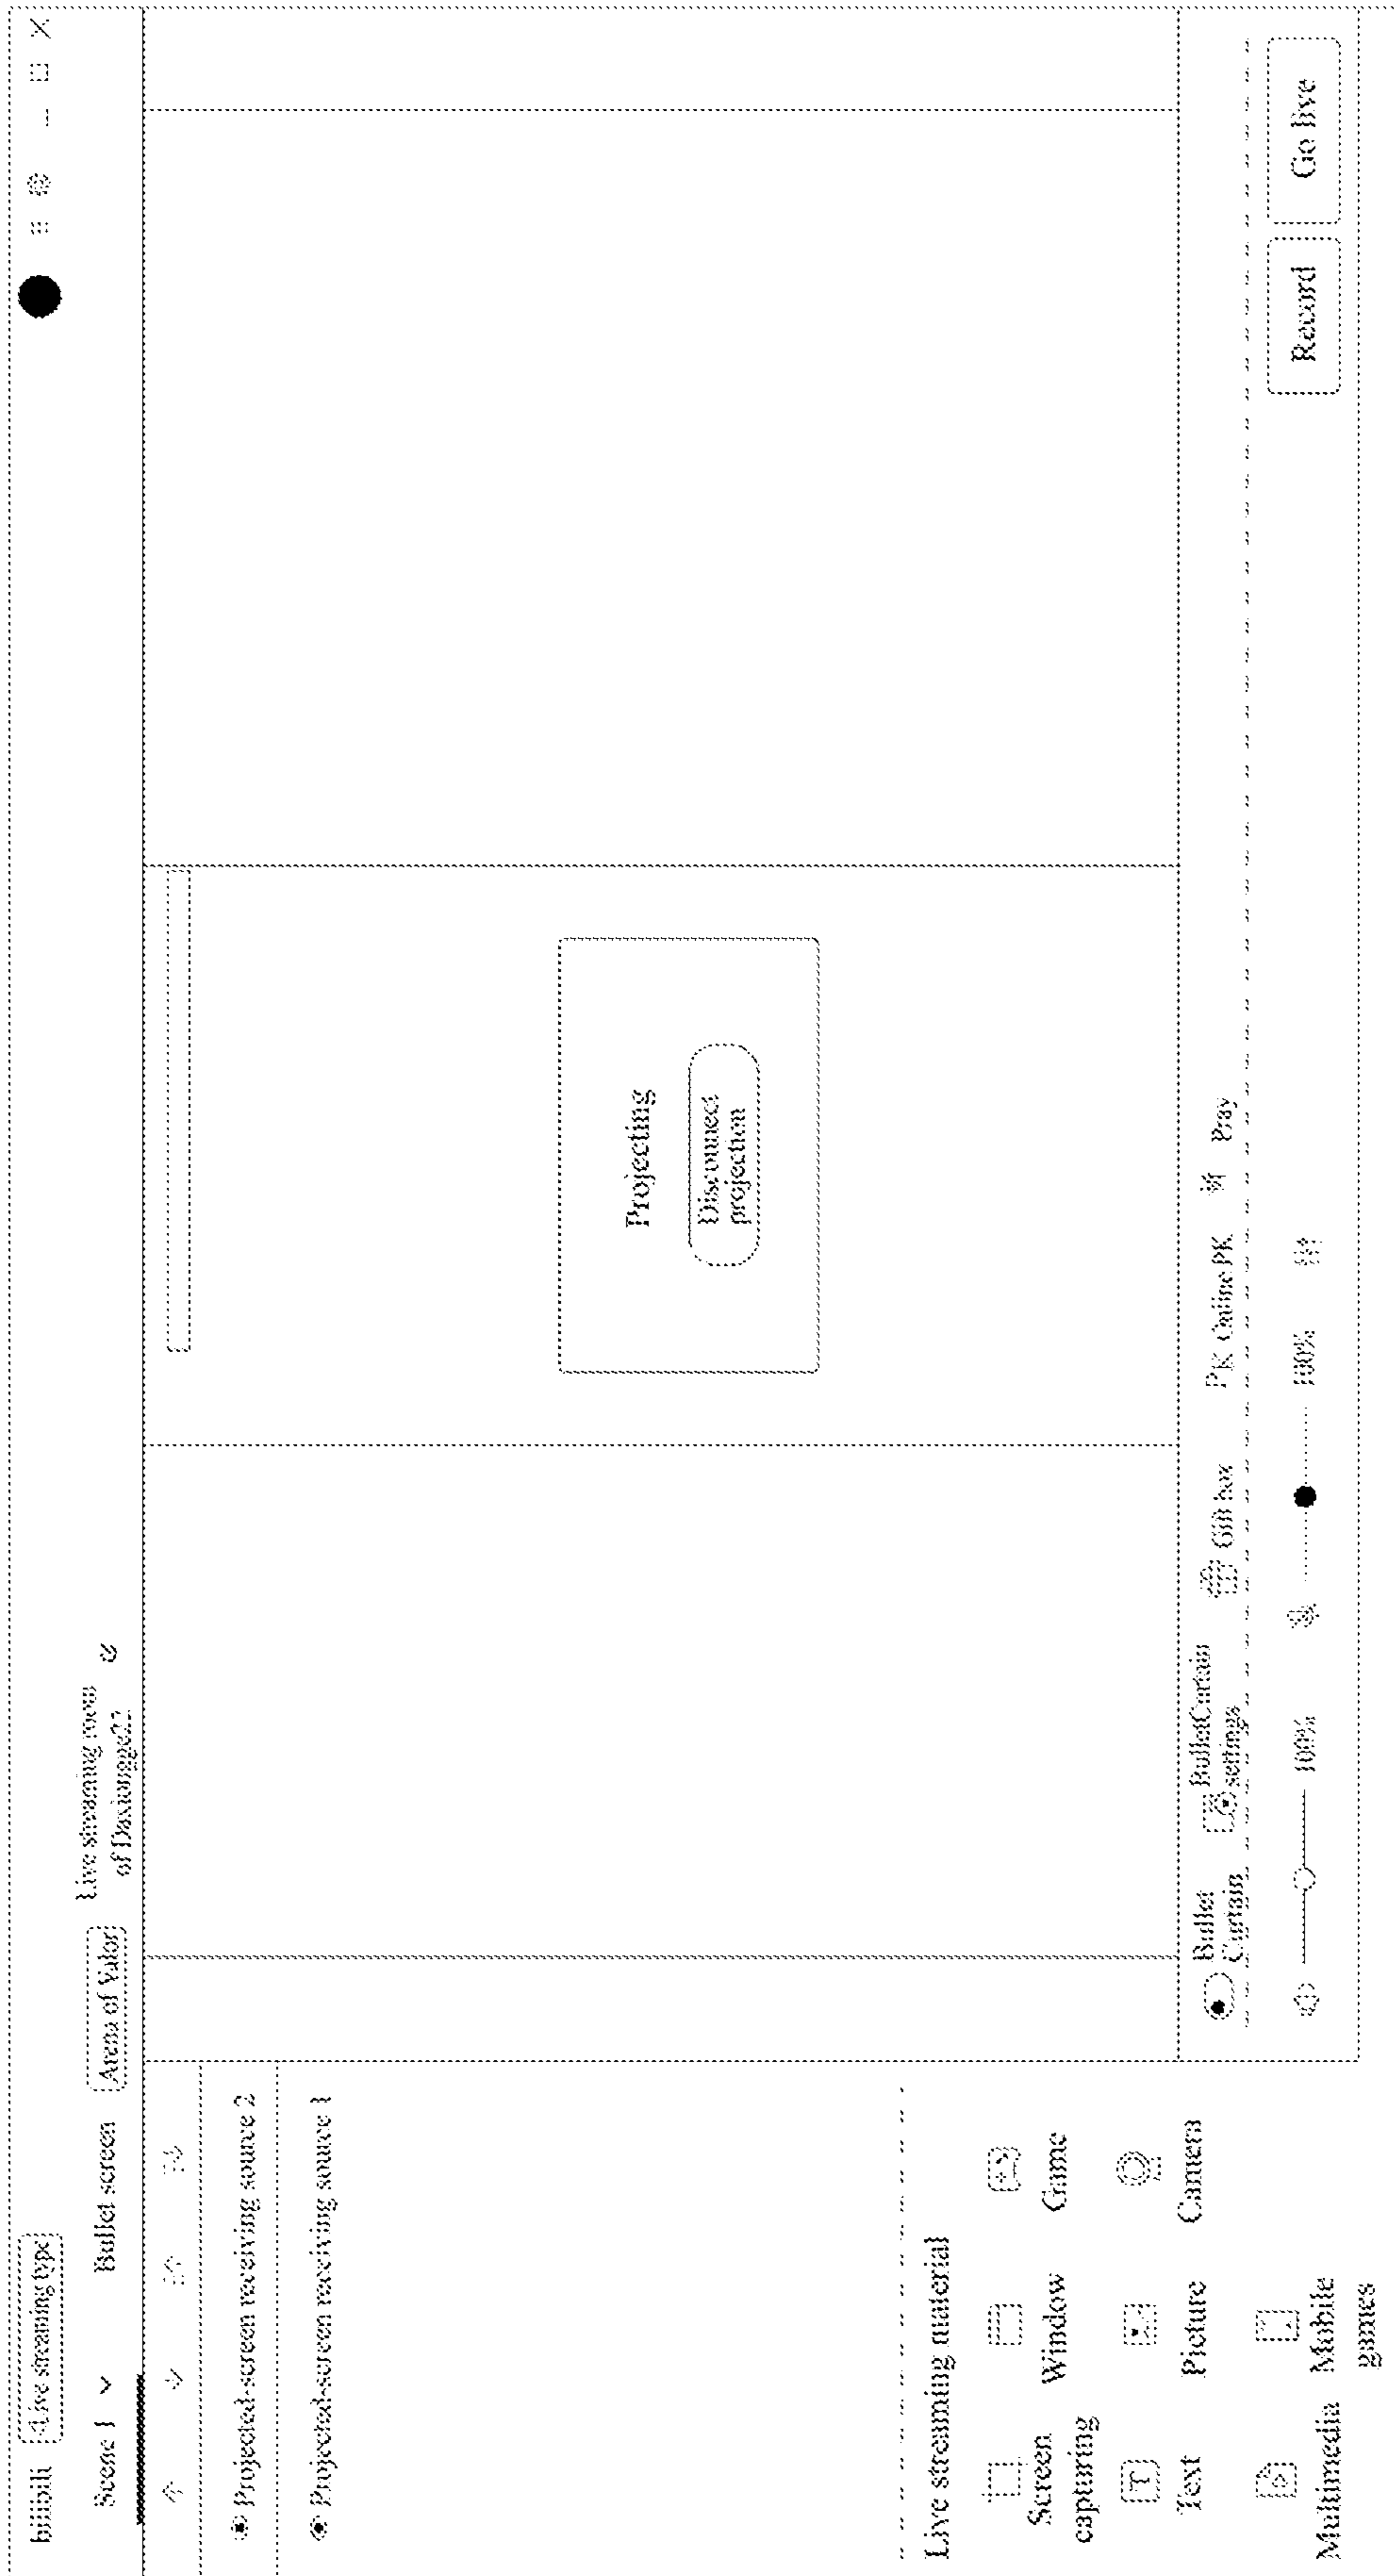 bilibili
Live streaming type
Scene 1
Bullet screen
Arena of Valor
Live streaming room
of Daxiongge22
Projected-screen receiving source 2
Projected-screen receiving source 1
Projecting
Disconnect
projection
Live streaming material
Screen
capturing
Window
Game
T
Text
Picture
Camera
Multimedia
Mobile
games
Bullet
Curtain
BulletCurtain
settings
Gift box
PK Online PK
Pray
100%
100%
Record
Go live